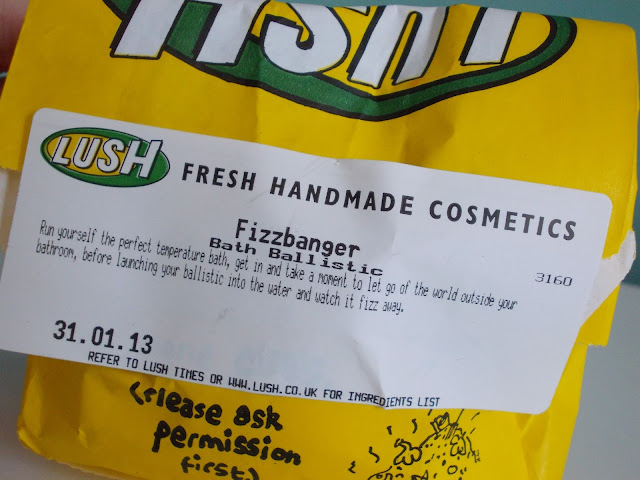 LUSH
FRESH HANDMADE COSMETICS
Fizzbanger
Bath Ballistic
3160
Run yourself the perfect temperature bath, get in and take a moment to let go of the world outside your
bathroom, before launching your ballistic into the water and watch it fizz away.
31.01.13
REFER TO LUSH TIMES OR WWW.LUSH.CO.UK FOR INGREDIENTS LIST
(Please ask
permission
first.)